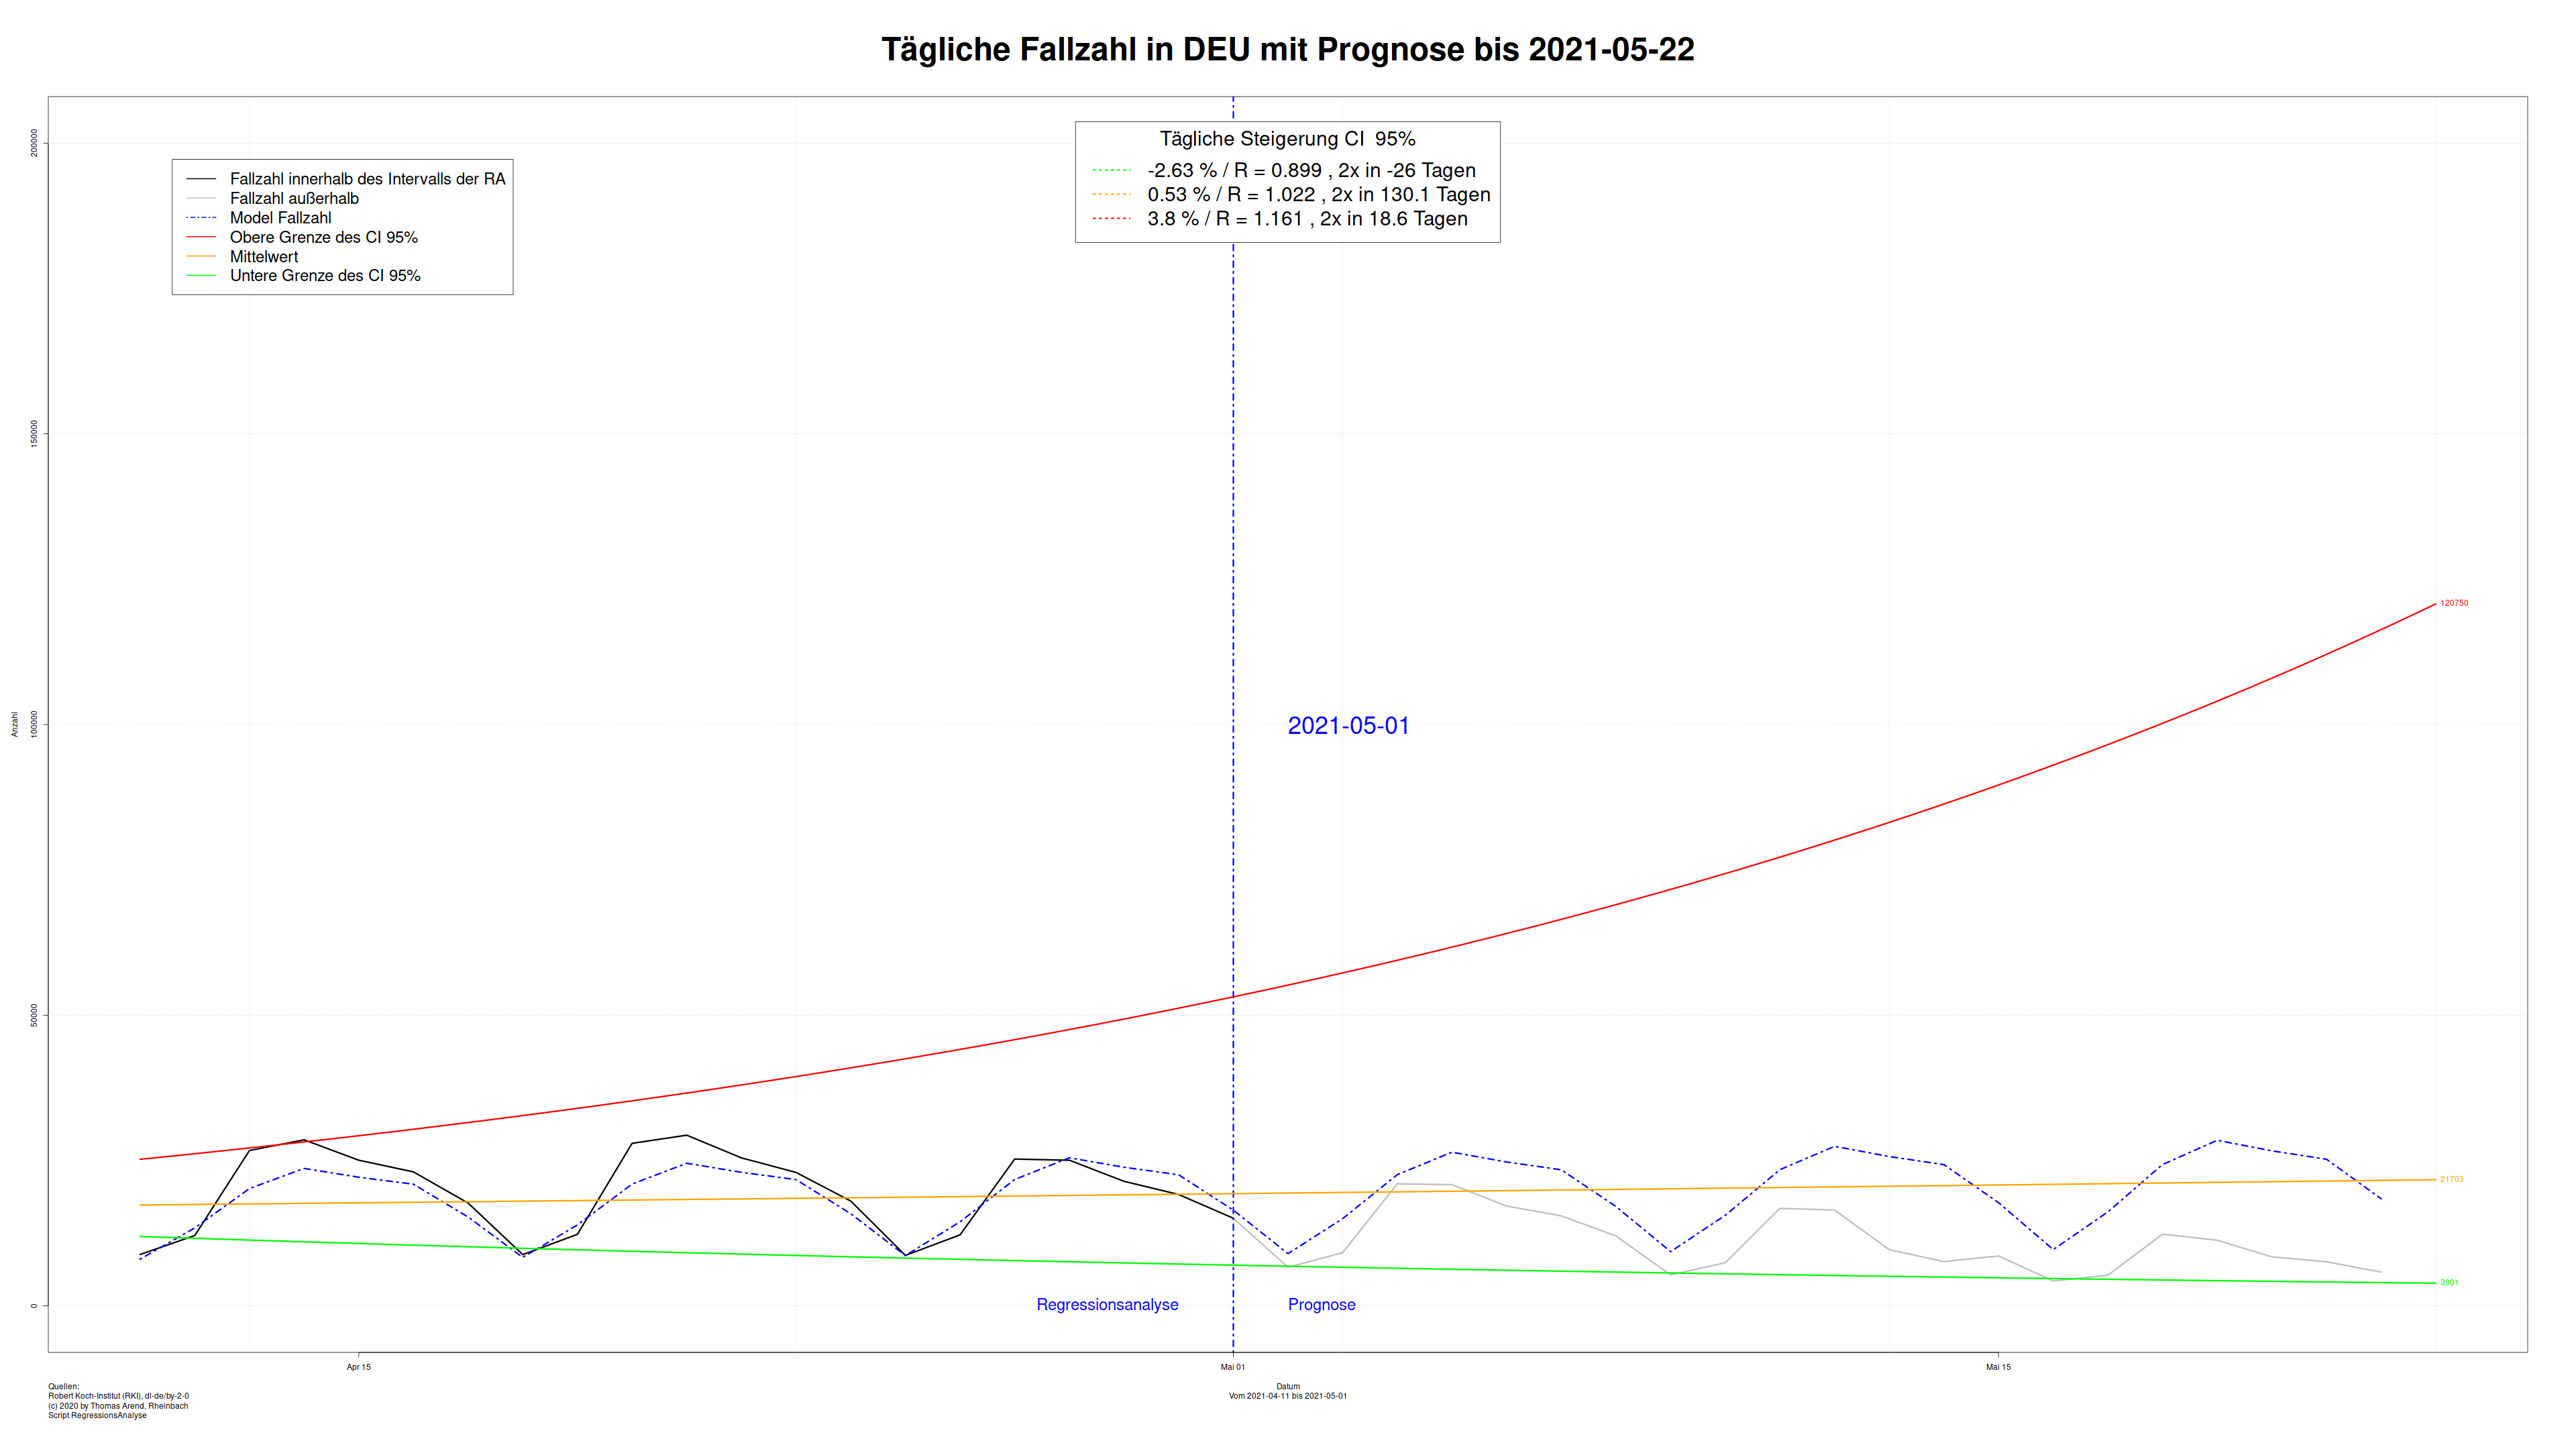 Tägliche Fallzahl in DEU mit Prognose bis 2021-05-22
Tägliche Steigerung CI  95%
-2.63 % / R = 0.899 , 2x in -26 Tagen
0.53 % / R = 1.022 , 2x in 130.1 Tagen
3.8 % / R = 1.161 , 2x in 18.6 Tagen
Fallzahl innerhalb des Intervalls der RA
Fallzahl außerhalb
Model Fallzahl
Obere Grenze des CI 95%
Mittelwert
Untere Grenze des CI 95%
200000
150000
100000
50000
0
Anzahl
120750
2021-05-01
21703
3901
Regressionsanalyse
Prognose
Apr 15
Mai 01
Mai 15
Datum
Vom 2021-04-11 bis 2021-05-01
Quellen:
Robert Koch-Institut (RKI), dl-de/by-2-0
(c) 2020 by Thomas Arend, Rheinbach
Script RegressionsAnalyse